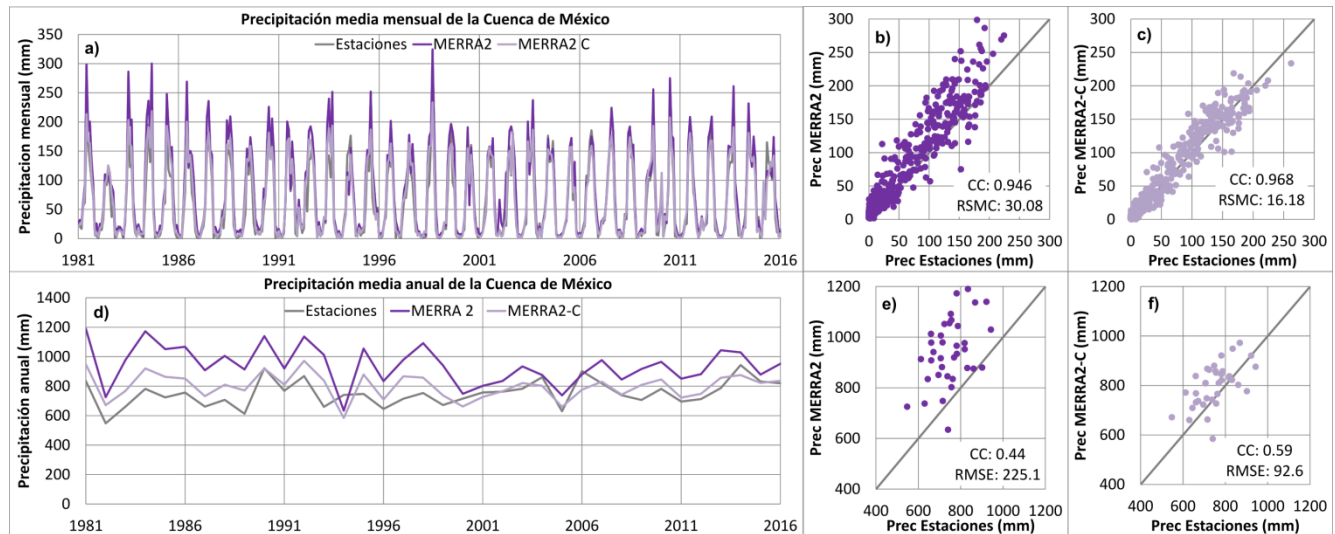 Precipitación media mensual de la Cuenca de México
a)
Estaciones MERRA2 MERRA2 C
Precipitacion mensual (mm)
350
300
250
200
150
100
50
0
1981 1986 1991 1996 2001 2006 2011 2016
b)
Prec MERRA2 (mm)
300
250
200
150
100
50
0
CC: 0.946
RSMC: 30.08
0 50 100 150 200 250 300
Prec Estaciones (mm)
c)
Prec MERRA2-C (mm)
300
250
200
150
100
50
0
CC: 0.968
RSMC: 16.18
0 50 100 150 200 250 300
Prec Estaciones (mm)
Precipitación media anual de la Cuenca de México
d)
Estaciones MERRA 2 MERRA2-C
Precipitación anual (mm)
1400
1200
1000
800
600
400
200
0
1981 1986 1991 1996 2001 2006 2011 2016
e)
Prec MERRA2 (mm)
1200
1000
800
600
400
CC: 0.44
RMSE: 225.1
400 600 800 1000 1200
Prec Estaciones (mm)
f)
Prec MERRA2-C (mm)
1200
1000
800
600
400
CC: 0.59
RMSE: 92.6
400 600 800 1000 1200
Prec Estaciones (mm)